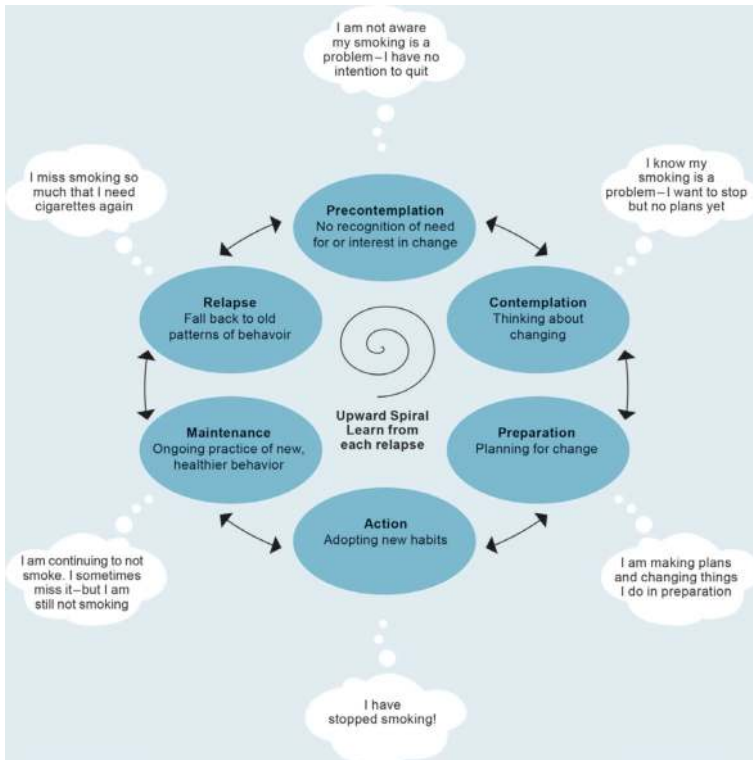 I am not aware
my smoking is a
problem–I have no
intention to quit
I know my
smoking is a
problem–I want to stop
but no plans yet
I miss smoking so
much that I need
cigarettes again
Precontemplation
No recognition of need
for or interest in change
Contemplation
Thinking about
changing
Relapse
Fall back to old
patterns of behavoir
Upward Spiral
Learn from
each relapse
Preparation
Planning for change
Maintenance
Ongoing practice of new,
healthier behavior
Action
Adopting new habits
I am making plans
and changing things
I do in preparation
I am continuing to not
smoke. I sometimes
miss it–but I am
still not smoking
I have
stopped smoking!